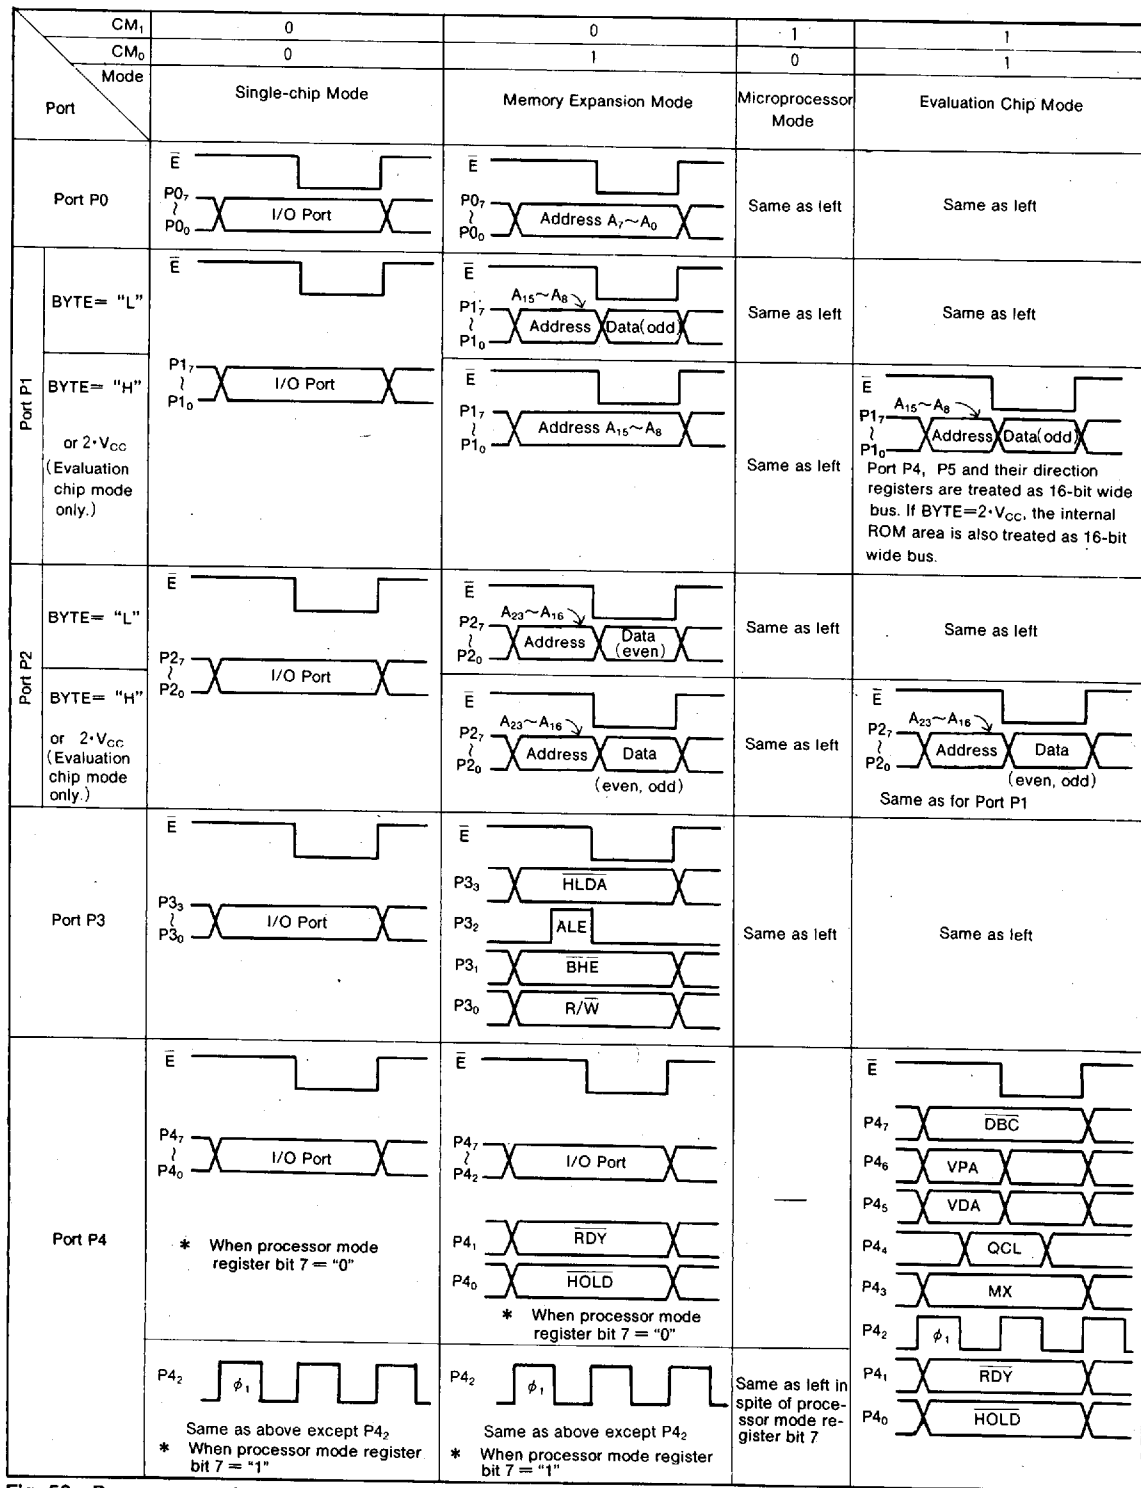 CM₁ 0 0 1 1
CM₀ 0 1 0 1
Mode
Port
Single-chip Mode
Memory Expansion Mode
Microprocessor
Mode
Evaluation Chip Mode
Port P0
E̅
P0₇
≀
P0₀
I/O Port
E̅
P0₇
≀
P0₀
Address A₇~A₀
Same as left
Same as left
Port P1
BYTE= "L"
BYTE= "H"
or 2·V_CC
(Evaluation
chip mode
only.)
E̅
P1₇
≀
P1₀
I/O Port
E̅
A₁₅~A₈
P1₇
≀
P1₀
Address Data(odd)
Same as left
Same as left
E̅
P1₇
≀
P1₀
Address A₁₅~A₈
Same as left
E̅
A₁₅~A₈
P1₇
≀
P1₀
Address Data(odd)
Port P4, P5 and their direction
registers are treated as 16-bit wide
bus. If BYTE=2·V_CC, the internal
ROM area is also treated as 16-bit
wide bus.
Port P2
BYTE= "L"
BYTE= "H"
or 2·V_CC
(Evaluation
chip mode
only.)
E̅
P2₇
≀
P2₀
I/O Port
E̅
A₂₃~A₁₆
P2₇
≀
P2₀
Address Data
(even)
Same as left
Same as left
E̅
A₂₃~A₁₆
P2₇
≀
P2₀
Address Data
(even, odd)
Same as left
E̅
A₂₃~A₁₆
P2₇
≀
P2₀
Address Data
(even, odd)
Same as for Port P1
Port P3
E̅
P3₃
≀
P3₀
I/O Port
E̅
P3₃ H̅L̅D̅A̅
P3₂ ALE
P3₁ B̅H̅E̅
P3₀ R/W̅
Same as left
Same as left
Port P4
E̅
P4₇
≀
P4₀
I/O Port
* When processor mode
register bit 7 = "0"
E̅
P4₇
≀
P4₂
I/O Port
P4₁ R̅D̅Y̅
P4₀ H̅O̅L̅D̅
* When processor mode
register bit 7 = "0"
—
E̅
P4₇ D̅B̅C̅
P4₆ VPA
P4₅ VDA
P4₄ QCL
P4₃ MX
P4₂ ϕ₁
P4₁ R̅D̅Y̅
P4₀ H̅O̅L̅D̅
P4₂ ϕ₁
Same as above except P4₂
* When processor mode register
bit 7 = "1"
P4₂ ϕ₁
Same as above except P4₂
* When processor mode register
bit 7 = "1"
Same as left in
spite of proce-
ssor mode re-
gister bit 7